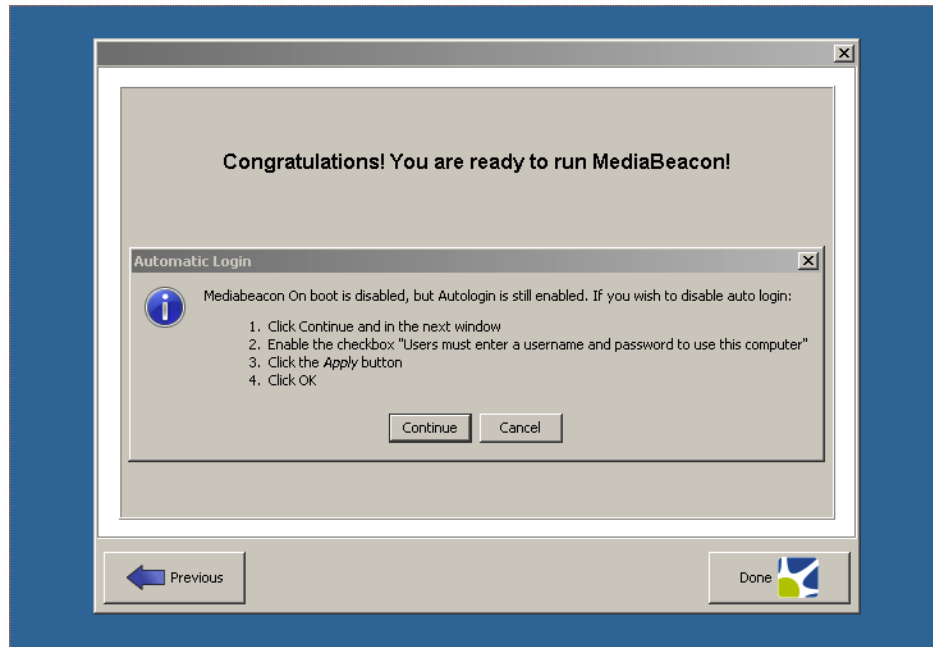 Congratulations! You are ready to run MediaBeacon!
Automatic Login
Mediabeacon On boot is disabled, but Autologin is still enabled. If you wish to disable auto login:
1. Click Continue and in the next window
2. Enable the checkbox "Users must enter a username and password to use this computer"
3. Click the Apply button
4. Click OK
Continue Cancel
Previous Done